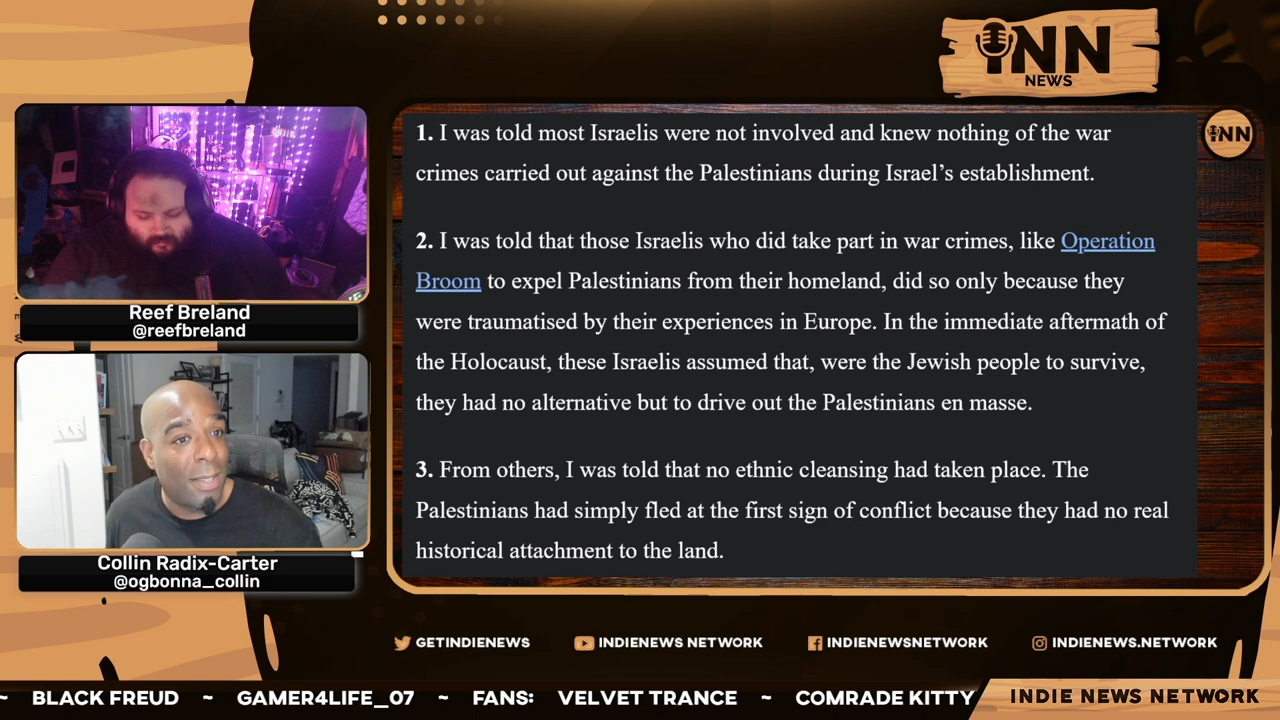 iNN
NEWS
iNN
1. I was told most Israelis were not involved and knew nothing of the war
crimes carried out against the Palestinians during Israel’s establishment.
2. I was told that those Israelis who did take part in war crimes, like Operation
Broom to expel Palestinians from their homeland, did so only because they
were traumatised by their experiences in Europe. In the immediate aftermath of
the Holocaust, these Israelis assumed that, were the Jewish people to survive,
they had no alternative but to drive out the Palestinians en masse.
3. From others, I was told that no ethnic cleansing had taken place. The
Palestinians had simply fled at the first sign of conflict because they had no real
historical attachment to the land.
Reef Breland
@reefbreland
Collin Radix-Carter
@ogbonna_collin
GETINDIENEWS
INDIENEWS NETWORK
INDIENEWSNETWORK
INDIENEWS.NETWORK
~ BLACK FREUD ~ GAMER4LIFE_07 ~ FANS: VELVET TRANCE ~ COMRADE KITTY
INDIE NEWS NETWORK